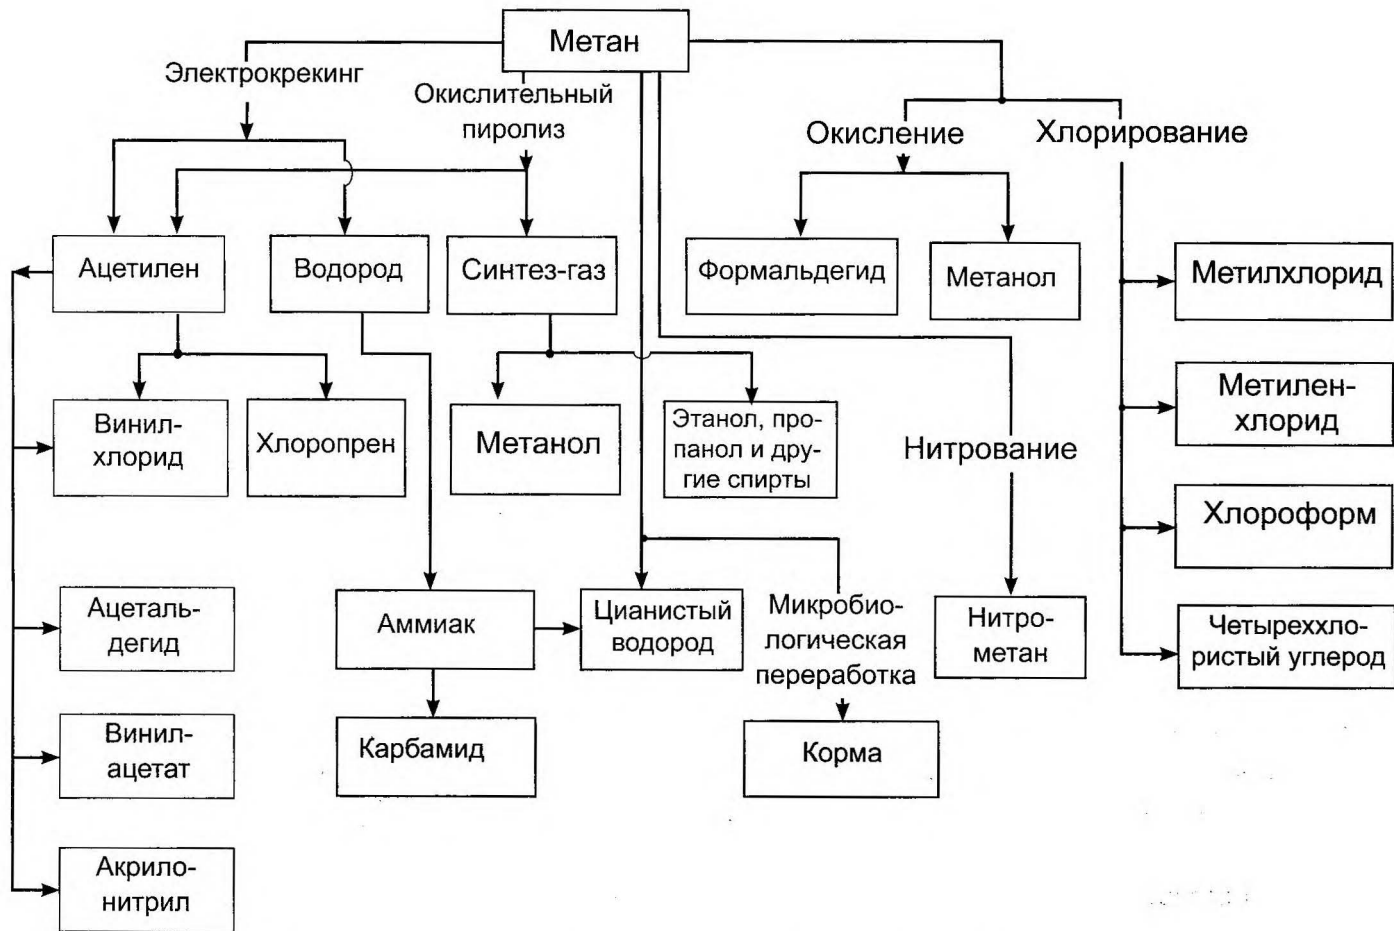 Метан
Электрокрекинг
Окислительный
пиролиз
Окисление
Хлорирование
Ацетилен
Водород
Синтез-газ
Формальдегид
Метанол
Метилхлорид
Винил-
хлорид
Хлоропрен
Метанол
Этанол, про-
панол и дру-
гие спирты
Нитрование
Метилен-
хлорид
Хлороформ
Ацеталь-
дегид
Аммиак
Цианистый
водород
Микробио-
логическая
переработка
Нитро-
метан
Четыреххло-
ристый углерод
Винил-
ацетат
Карбамид
Корма
Акрило-
нитрил